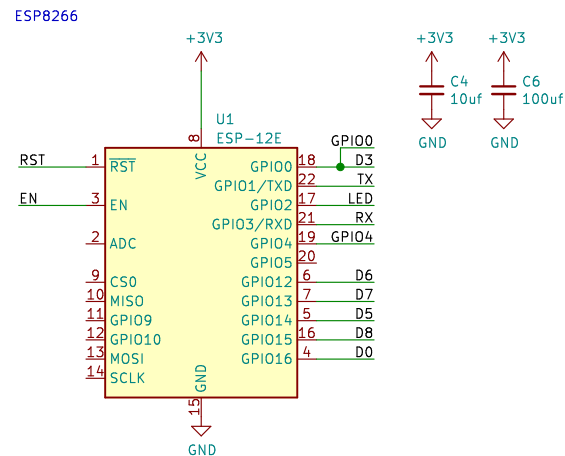 ESP8266
+3V3
+3V3
+3V3
C4
10uf
C6
100uf
GND
GND
U1
ESP-12E
8
VCC
GPIO0
RST
1
RST
GPIO0
18
D3
GPIO1/TXD
22
TX
EN
3
EN
GPIO2
17
LED
GPIO3/RXD
21
RX
2
ADC
GPIO4
19
GPIO4
GPIO5
20
9
CS0
GPIO12
6
D6
10
MISO
GPIO13
7
D7
11
GPIO9
GPIO14
5
D5
12
GPIO10
GPIO15
16
D8
13
MOSI
GPIO16
4
D0
14
SCLK
GND
15
GND